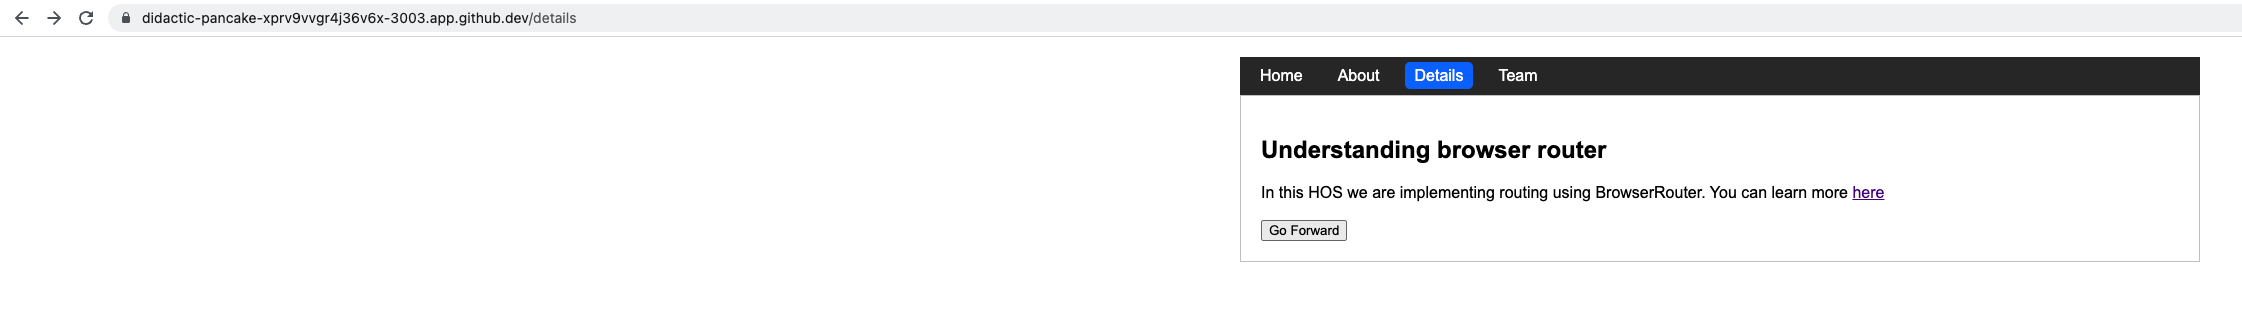 didactic-pancake-xprv9vvgr4j36v6x-3003.app.github.dev/details
Home About Details Team
Understanding browser router
In this HOS we are implementing routing using BrowserRouter. You can learn more here
Go Forward